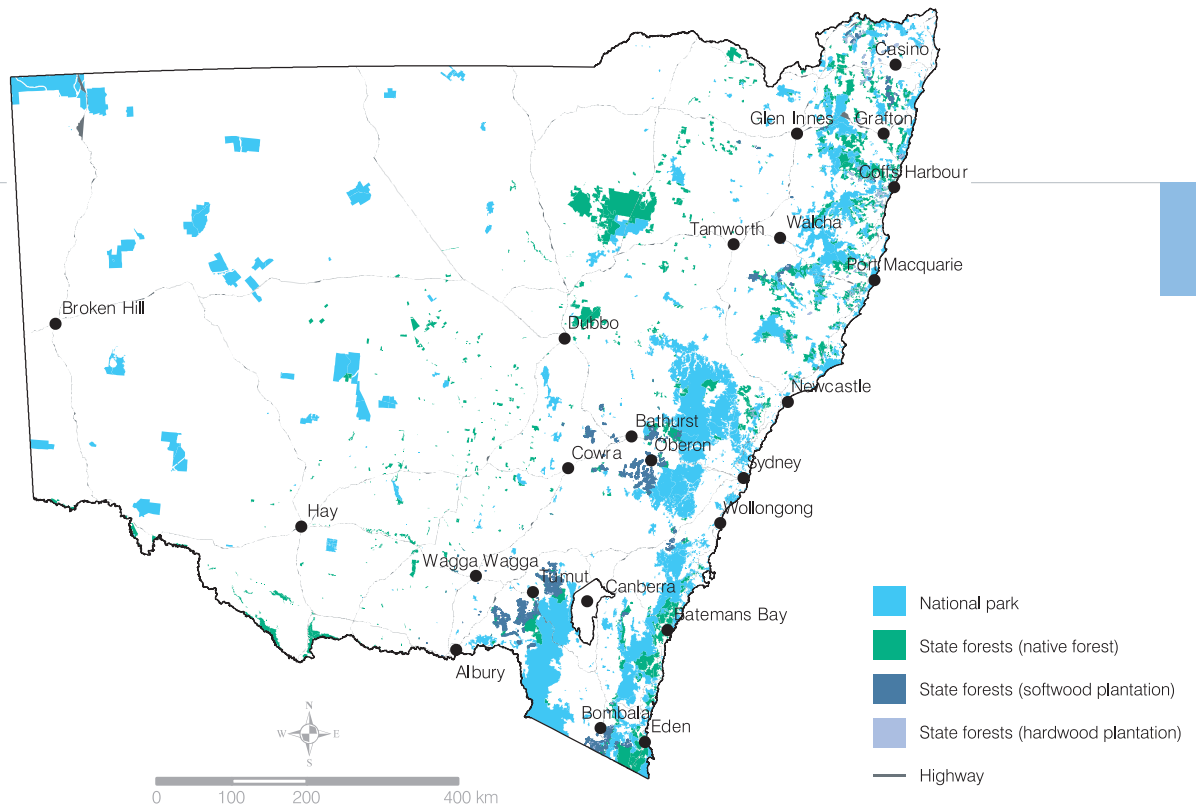 Casino
Glen Innes
Grafton
Coffs Harbour
Walcha
Tamworth
Port Macquarie
Broken Hill
Dubbo
Newcastle
Bathurst
Oberon
Cowra
Sydney
Hay
Wollongong
Wagga Wagga
Tumut
Canberra
Batemans Bay
Albury
Bombala
Eden
N
W
E
S
0 100 200 400 km
National park
State forests (native forest)
State forests (softwood plantation)
State forests (hardwood plantation)
Highway